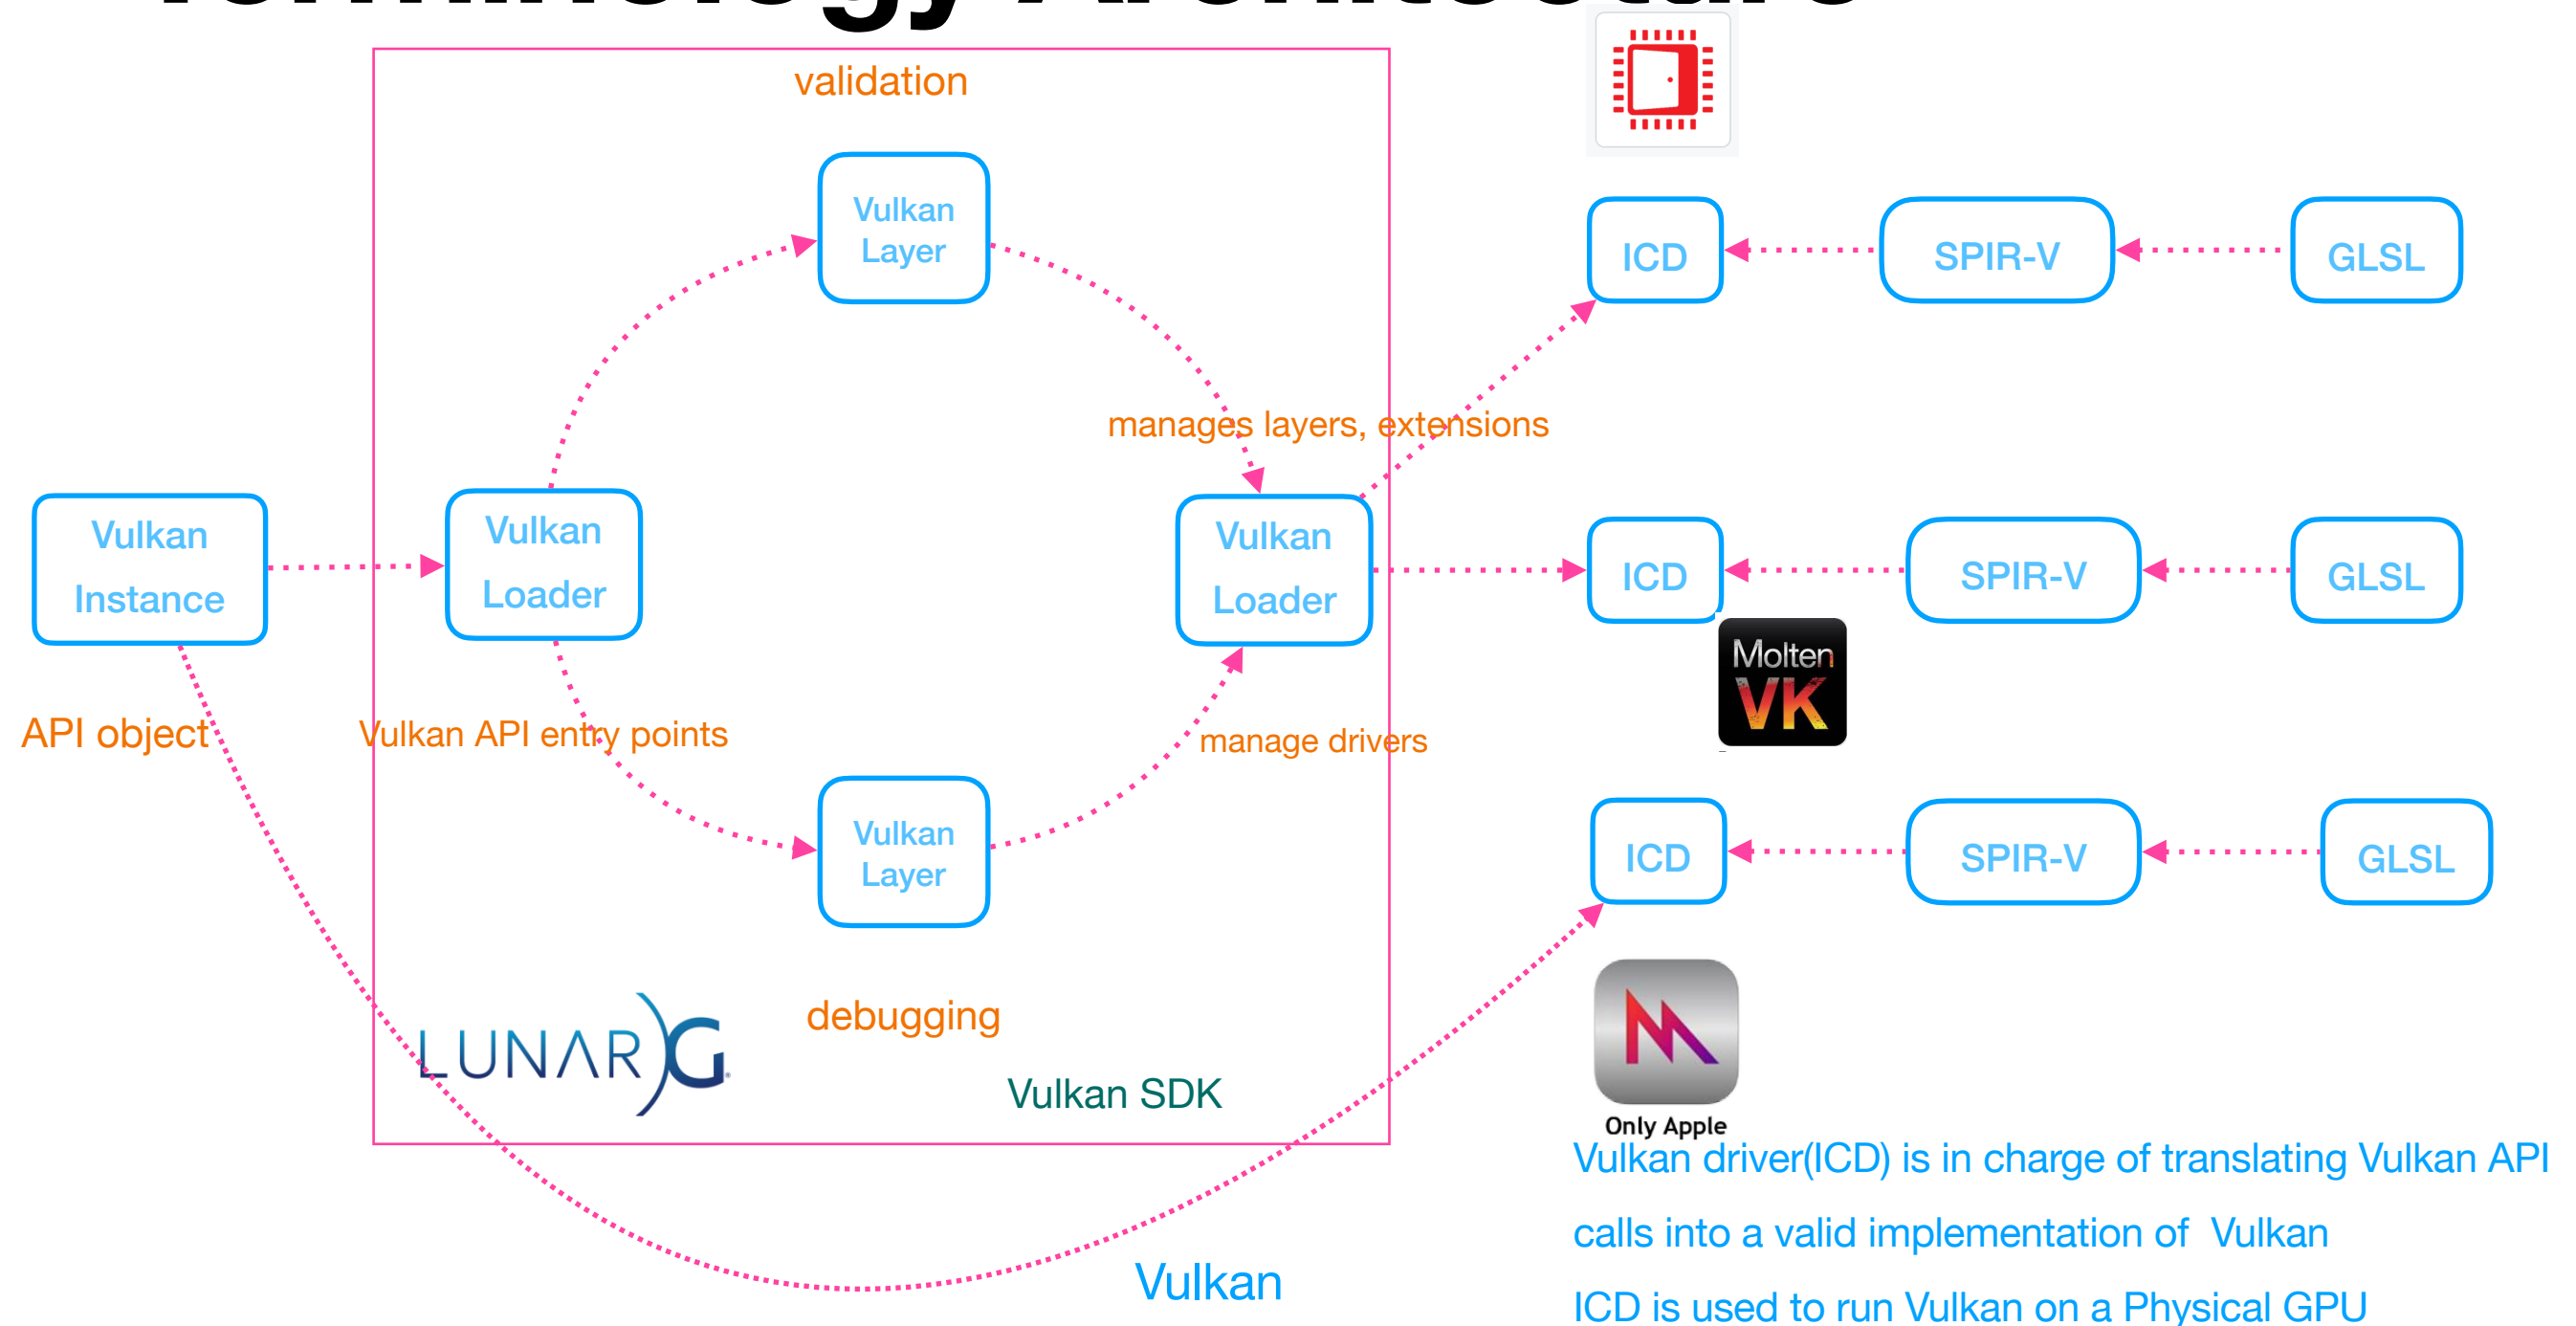 Terminology Architecture
validation
Vulkan
Layer
ICD
SPIR-V
GLSL
manages layers, extensions
Vulkan
Instance
Vulkan
Loader
Vulkan
Loader
ICD
SPIR-V
GLSL
Molten
VK
API object
Vulkan API entry points
manage drivers
Vulkan
Layer
ICD
SPIR-V
GLSL
debugging
LUNARG
Vulkan SDK
Only Apple
Vulkan driver(ICD) is in charge of translating Vulkan API
calls into a valid implementation of Vulkan
ICD is used to run Vulkan on a Physical GPU
Vulkan